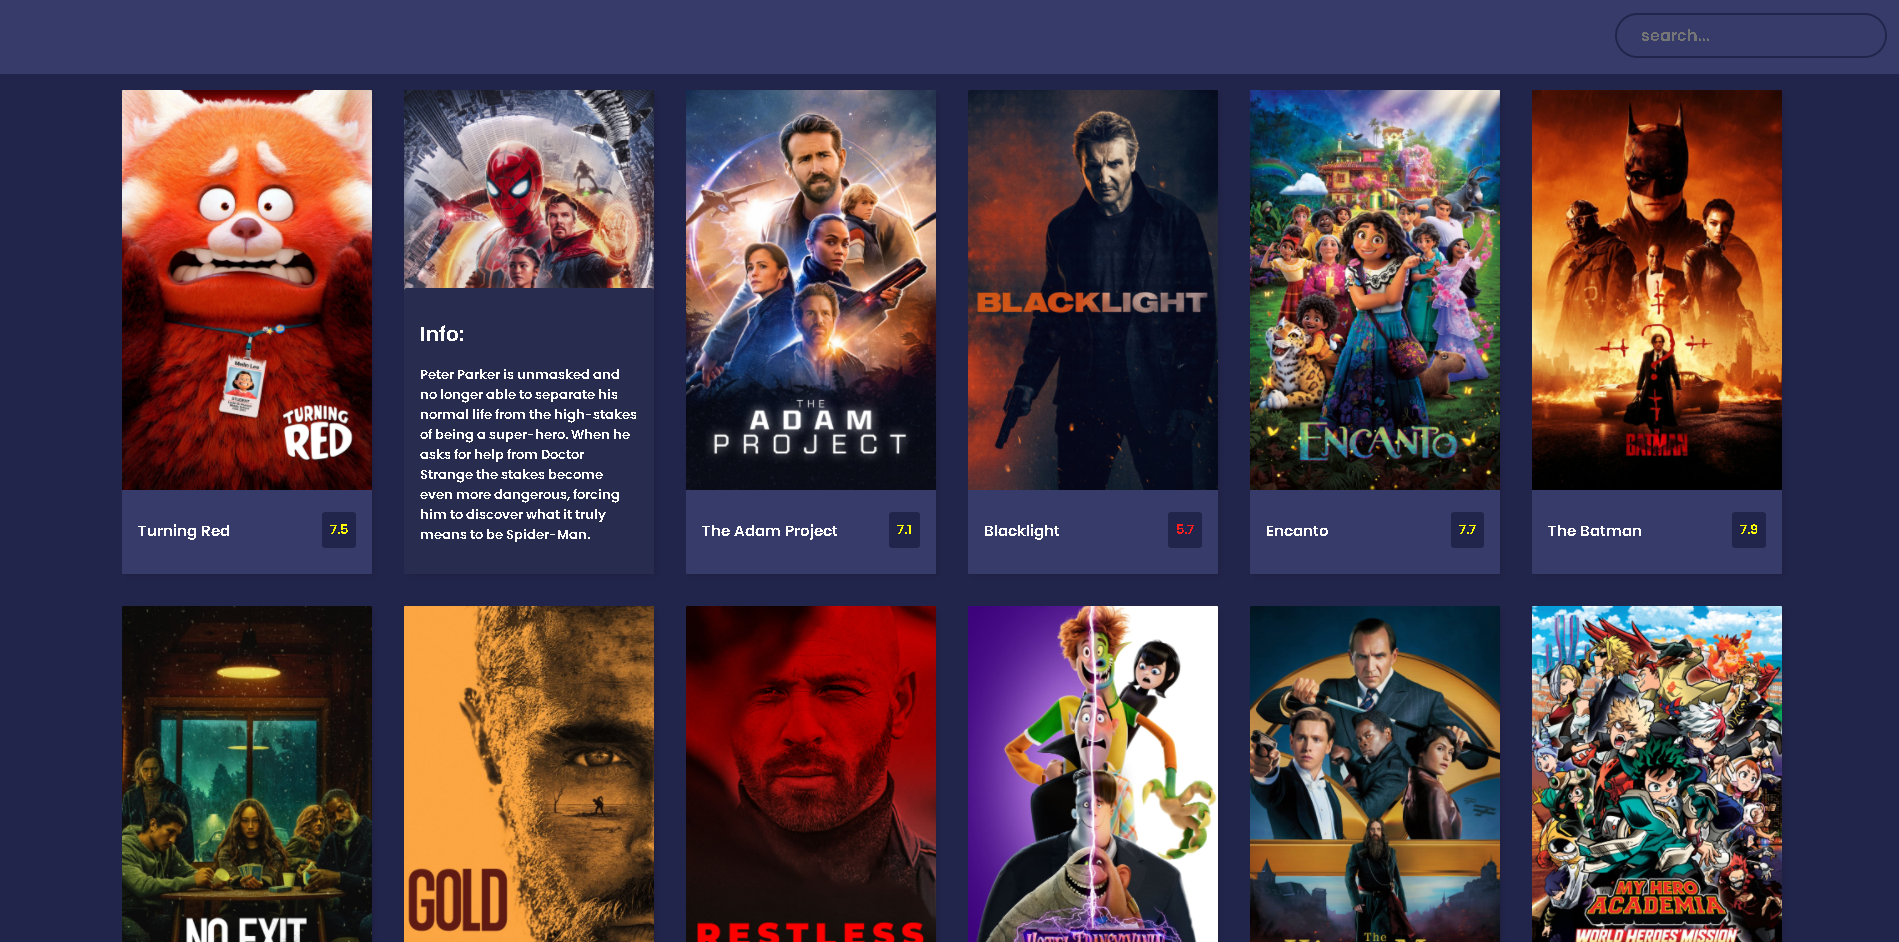 search...
TURNING
RED
Turning Red
7.5
Info:
Peter Parker is unmasked and
no longer able to separate his
normal life from the high-stakes
of being a super-hero. When he
asks for help from Doctor
Strange the stakes become
even more dangerous, forcing
him to discover what it truly
means to be Spider-Man.
THE
ADAM
PROJECT
The Adam Project
7.1
BLACKLIGHT
Blacklight
5.7
ENCANTO
Encanto
7.7
THE
BATMAN
The Batman
7.9
NO EXIT
GOLD
RESTLESS
HOTEL TRANSYLVANIA
The
MY HERO
ACADEMIA
WORLD HEROES' MISSION